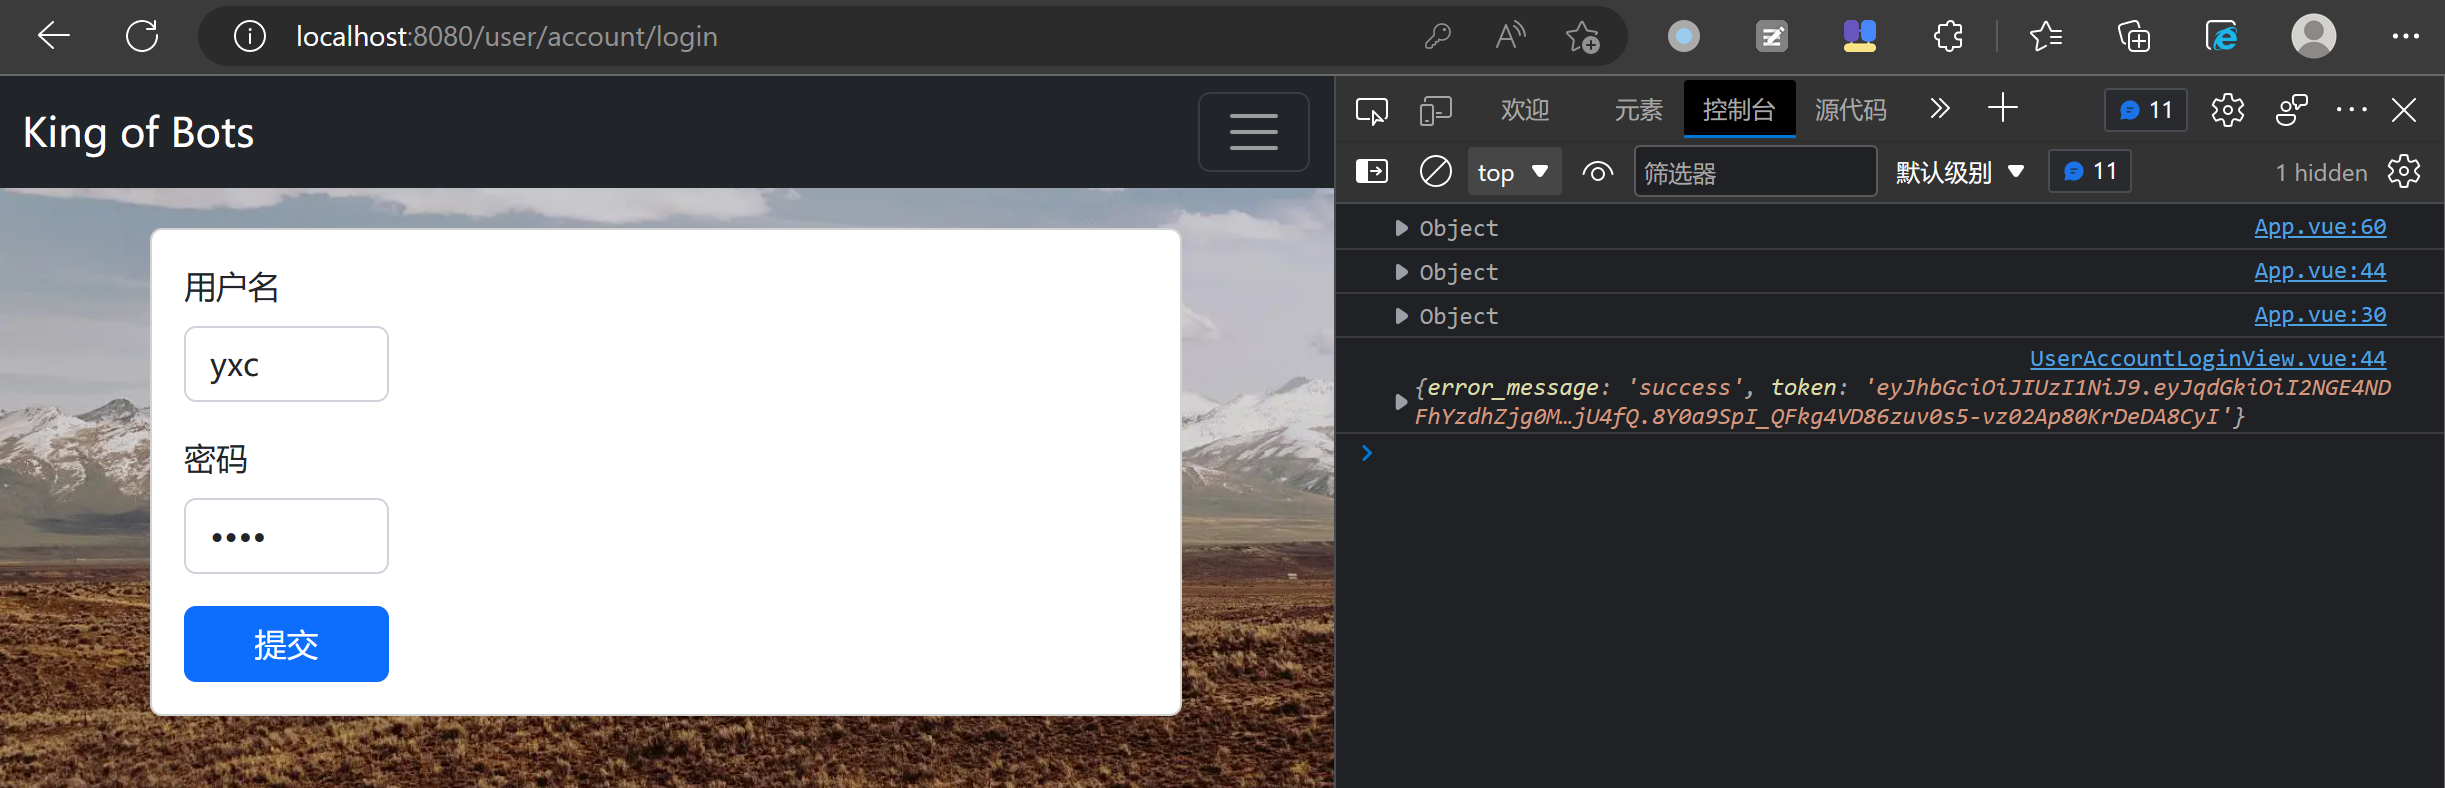 localhost:8080/user/account/login
King of Bots
用户名
yxc
密码
提交
欢迎 元素 控制台 源代码 11
top 筛选器 默认级别 11 1 hidden
Object App.vue:60
Object App.vue:44
Object App.vue:30
UserAccountLoginView.vue:44
{error_message: 'success', token: 'eyJhbGciOiJIUzI1NiJ9.eyJqdGkiOiI2NGE4ND
FhYzdhZjg0M…jU4fQ.8Y0a9SpI_QFkg4VD86zuv0s5-vz02Ap80KrDeDA8CyI'}